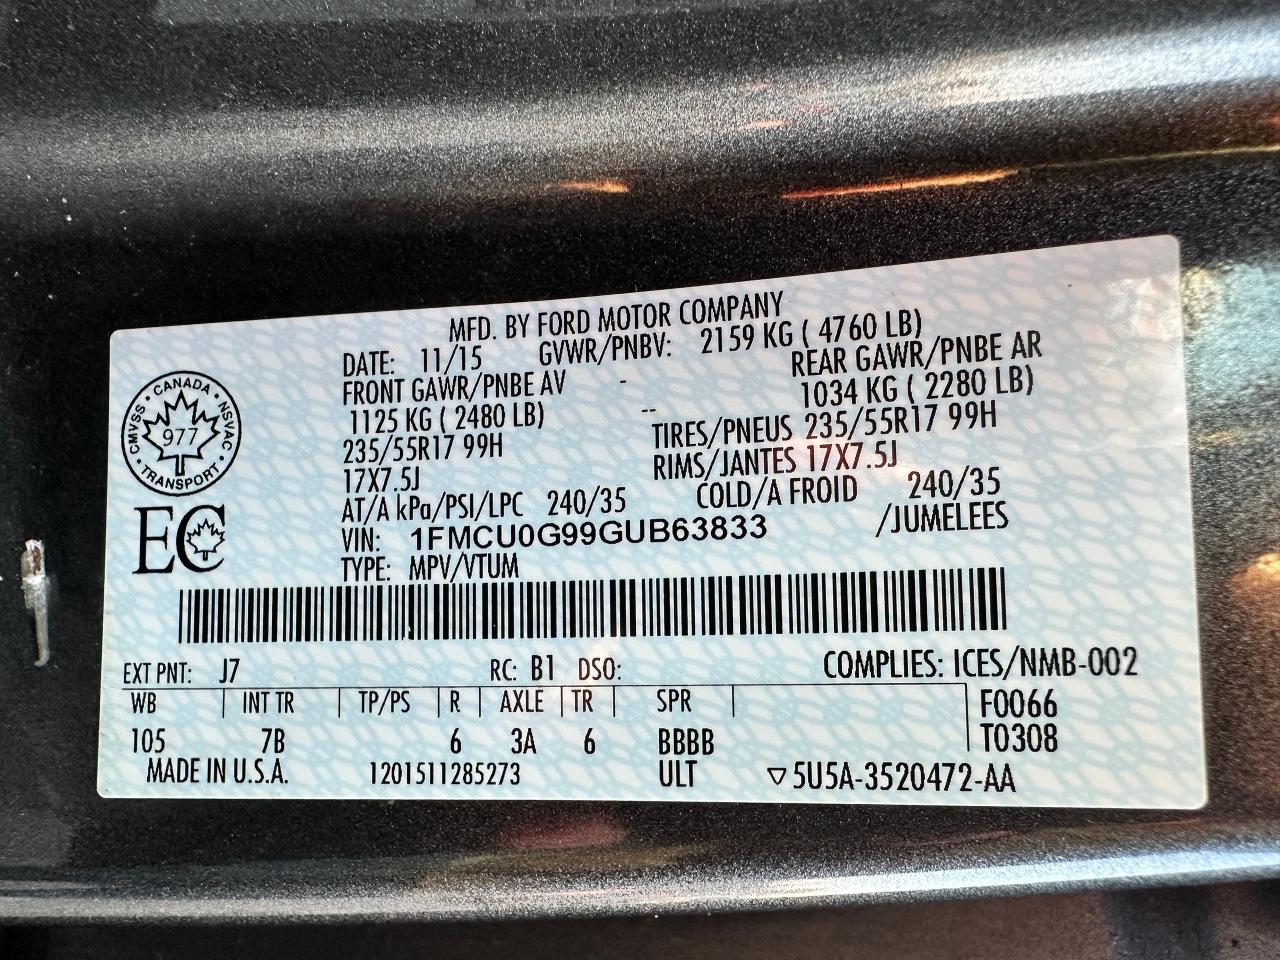 MFD. BY FORD MOTOR COMPANY
DATE: 11/15 GVWR/PNBV: 2159 KG ( 4760 LB)
FRONT GAWR/PNBE AV - REAR GAWR/PNBE AR
1125 KG ( 2480 LB) -- 1034 KG ( 2280 LB)
235/55R17 99H TIRES/PNEUS 235/55R17 99H
17X7.5J RIMS/JANTES 17X7.5J
AT/A kPa/PSI/LPC 240/35 COLD/A FROID 240/35
VIN: 1FMCU0G99GUB63833 /JUMELEES
TYPE: MPV/VTUM
CANADA
CMVSS NSVAC
977
TRANSPORT
EC
EXT PNT: J7 RC: B1 DSO: COMPLIES: ICES/NMB-002
WB INT TR TP/PS R AXLE TR SPR F0066
105 7B 6 3A 6 BBBB T0308
MADE IN U.S.A. 1201511285273 ULT ▽5U5A-3520472-AA